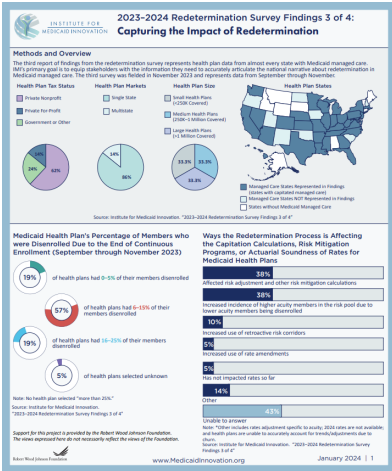 INSTITUTE FOR
MEDICAID INNOVATION
2023–2024 Redetermination Survey Findings 3 of 4:
Capturing the Impact of Redetermination
Methods and Overview
The third report of findings from the redetermination survey represents health plan data from almost every state with Medicaid managed care.
IMI's primary goal is to equip stakeholders with the information they need to accurately articulate the national narrative about redetermination in
Medicaid managed care. The third survey was fielded in November 2023 and represents data from September through November.
Health Plan Tax Status
Private Nonprofit
Private For-Profit
Government or Other
14%
24%
62%
Health Plan Markets
Single State
Multistate
14%
86%
Health Plan Size
Small Health Plans
(<250K Covered)
Medium Health Plans
(250K–1 Million Covered)
Large Health Plans
(>1 Million Covered)
33.3%
33.3%
33.3%
Health Plan States
Managed Care States Represented in Findings
(states with capitated managed care)
Managed Care States NOT Represented in Findings
States without Medicaid Managed Care
Source: Institute for Medicaid Innovation. "2023–2024 Redetermination Survey Findings 3 of 4"
Medicaid Health Plan's Percentage of Members who
were Disenrolled Due to the End of Continuous
Enrollment (September through November 2023)
19%
of health plans had 0–5% of their members disenrolled
57%
of health plans had 6–15% of their
members disenrolled
19%
of health plans had 16–25% of their members
disenrolled
5%
of health plans selected unknown
Note: No health plan selected "more than 25%."
Source: Institute for Medicaid Innovation.
"2023–2024 Redetermination Survey Findings 3 of 4"
Support for this project is provided by the Robert Wood Johnson Foundation.
The views expressed here do not necessarily reflect the views of the Foundation.
Robert Wood Johnson Foundation
Ways the Redetermination Process is Affecting
the Capitation Calculations, Risk Mitigation
Programs, or Actuarial Soundness of Rates for
Medicaid Health Plans
38%
Affected risk adjustment and other risk mitigation calculations
38%
Increased incidence of higher acuity members in the risk pool due to
lower acuity members being disenrolled
10%
Increased use of retroactive risk corridors
5%
Increased use of rate amendments
5%
Has not impacted rates so far
14%
Other
43%
Unable to answer
Note: "Other includes rates adjustment specific to acuity; 2024 rates are not available;
and health plans are unable to accurately account for trends/adjustments due to
churn.
Source: Institute for Medicaid Innovation. "2023–2024 Redetermination Survey
Findings 3 of 4"
www.MedicaidInnovation.org
January 2024 | 1